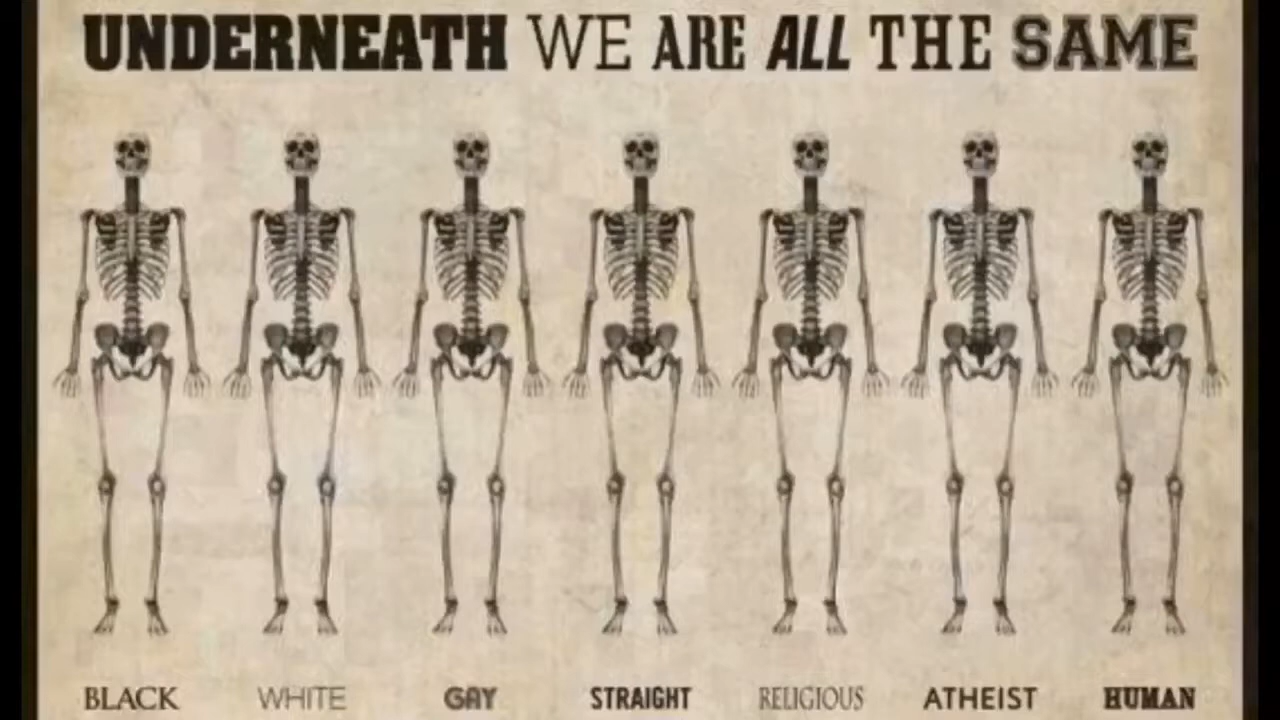 UNDERNEATH WE ARE ALL THE SAME
BLACK WHITE GAY STRAIGHT RELIGIOUS ATHEIST HUMAN